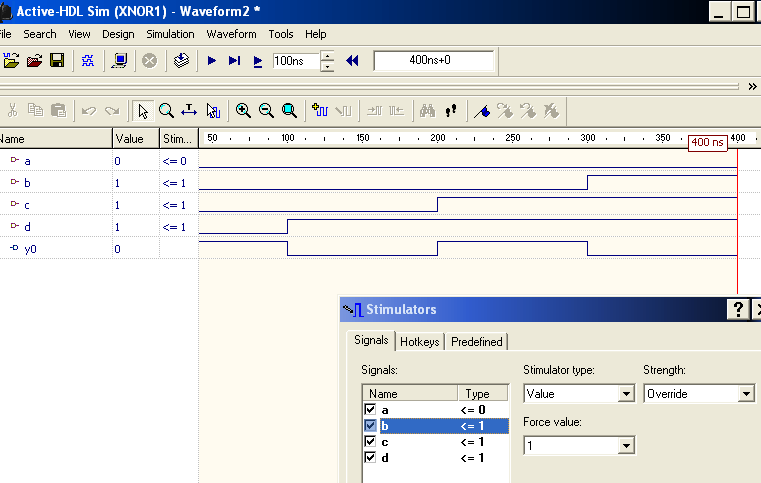 Active-HDL Sim (XNOR1) - Waveform2 *
File Search View Design Simulation Waveform Tools Help
100ns 400ns+0
»
T
Name Value Stim... 50 100 150 200 250 300 350 400
400 ns
a 0 <= 0
b 1 <= 1
c 1 <= 1
d 1 <= 1
y0 0
Stimulators ?
Signals Hotkeys Predefined
Signals: Stimulator type: Strength:
Name Type Value Override
a <= 0
b <= 1 Force value:
c <= 1 1
d <= 1